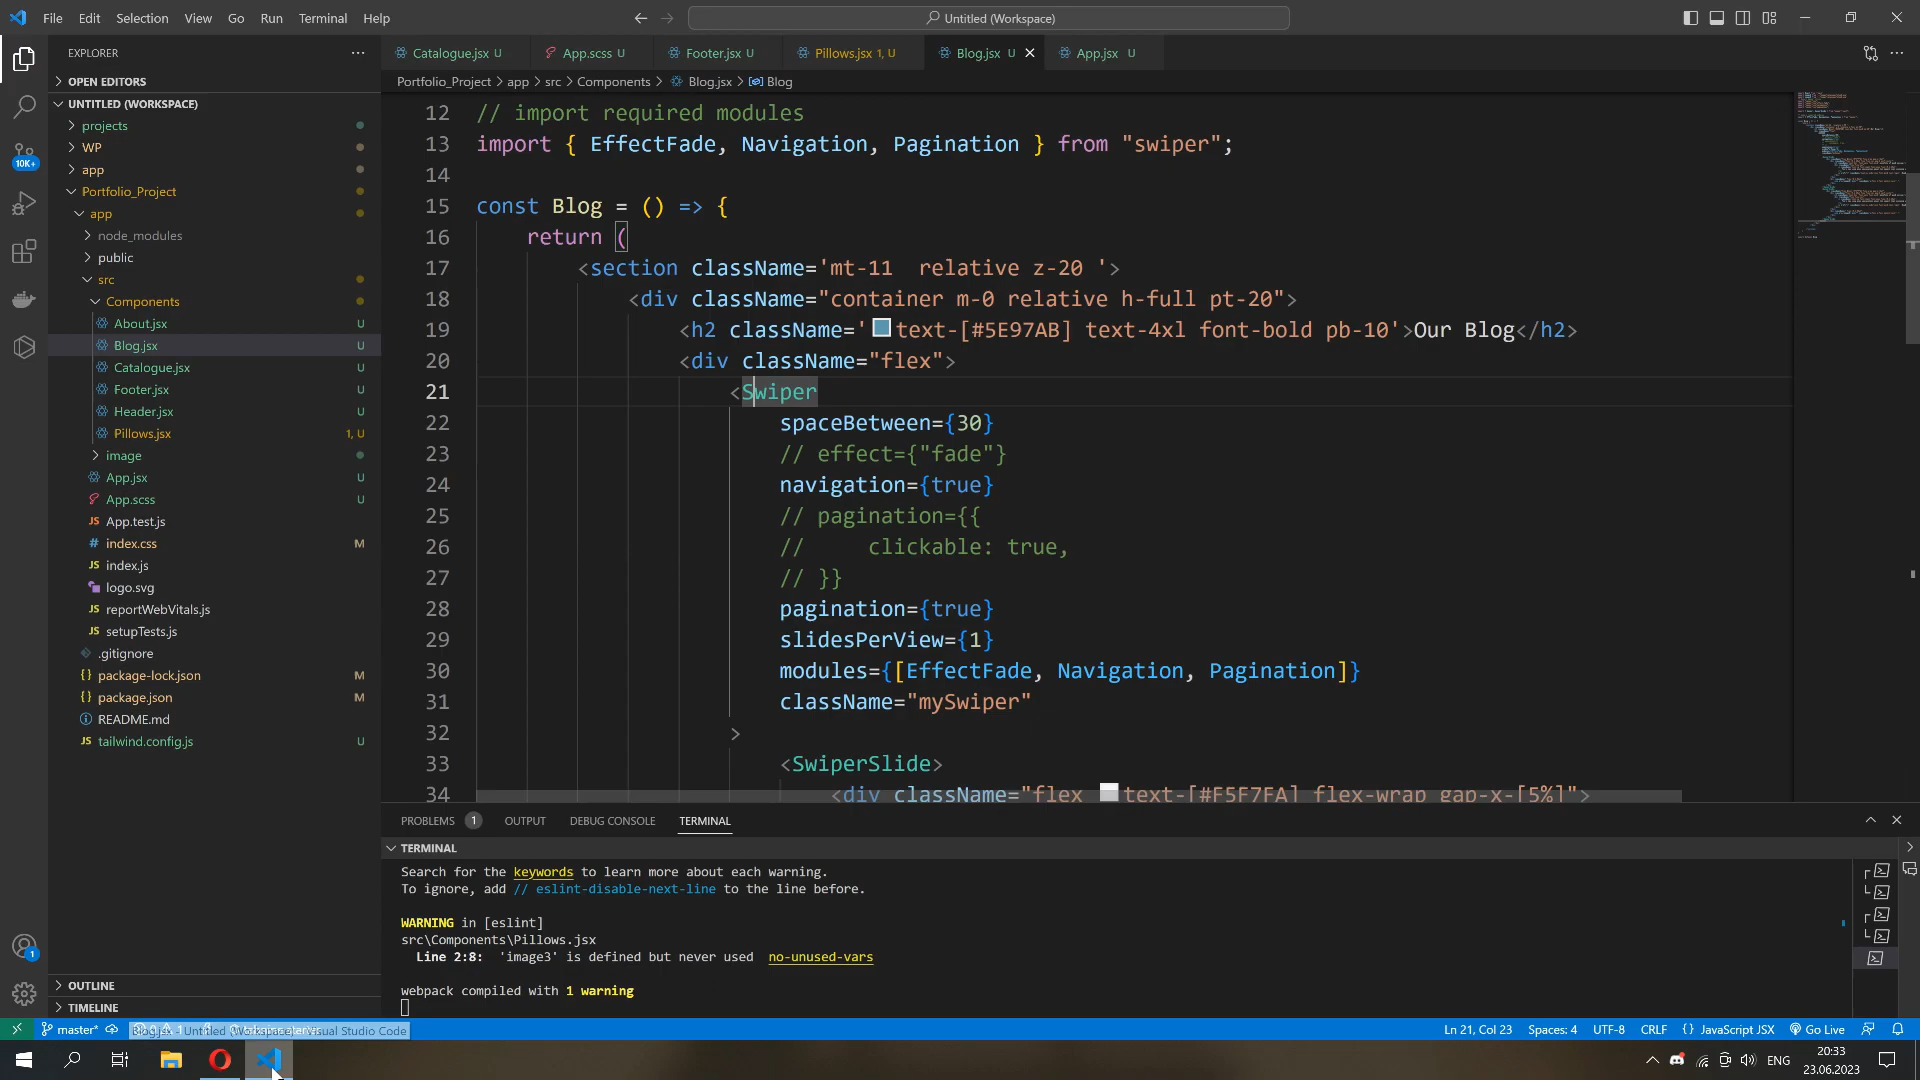 File Edit Selection View Go Run Terminal Help
Untitled (Workspace)
EXPLORER
OPEN EDITORS
UNTITLED (WORKSPACE)
projects
WP
app
Portfolio_Project
app
node_modules
public
src
Components
About.jsx U
Blog.jsx U
Catalogue.jsx U
Footer.jsx U
Header.jsx U
Pillows.jsx 1, U
image
App.jsx U
App.scss U
JS App.test.js
# index.css M
JS index.js
logo.svg
JS reportWebVitals.js
JS setupTests.js
.gitignore
{} package-lock.json M
{} package.json M
README.md
JS tailwind.config.js U
OUTLINE
TIMELINE
10K+
1
Catalogue.jsx U App.scss U Footer.jsx U Pillows.jsx 1, U Blog.jsx U App.jsx U
Portfolio_Project > app > src > Components > Blog.jsx > Blog
12 // import required modules
13 import { EffectFade, Navigation, Pagination } from "swiper";
14
15 const Blog = () => {
16 return (
17 <section className='mt-11  relative z-20 '>
18 <div className="container m-0 relative h-full pt-20">
19 <h2 className='text-[#5E97AB] text-4xl font-bold pb-10'>Our Blog</h2>
20 <div className="flex">
21 <Swiper
22 spaceBetween={30}
23 // effect={"fade"}
24 navigation={true}
25 // pagination={{
26 //     clickable: true,
27 // }}
28 pagination={true}
29 slidesPerView={1}
30 modules={[EffectFade, Navigation, Pagination]}
31 className="mySwiper"
32 >
33 <SwiperSlide>
34 <div className="flex text-[#F5F7FA] flex-wrap gap-x-[5%]">
PROBLEMS 1 OUTPUT DEBUG CONSOLE TERMINAL
TERMINAL
Search for the keywords to learn more about each warning.
To ignore, add // eslint-disable-next-line to the line before.
WARNING in [eslint]
src\Components\Pillows.jsx
Line 2:8:  'image3' is defined but never used  no-unused-vars
webpack compiled with 1 warning
master*
Blog.jsx - Untitled (Workspace) - Visual Studio Code
Ln 21, Col 23 Spaces: 4 UTF-8 CRLF {} JavaScript JSX Go Live
ENG
20:33
23.06.2023